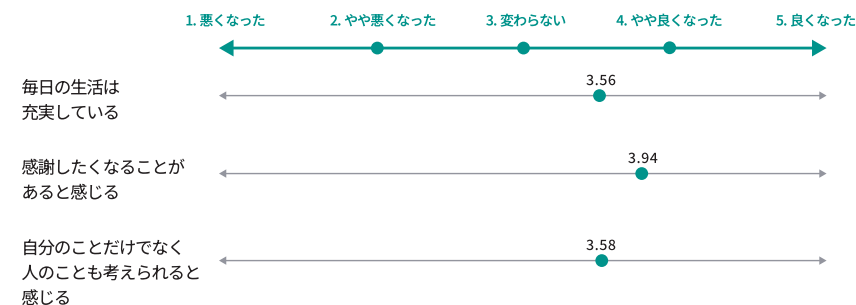 1. 悪くなった 2. やや悪くなった 3. 変わらない 4. やや良くなった 5. 良くなった
3.56
毎日の生活は
充実している
3.94
感謝したくなることが
あると感じる
3.58
自分のことだけでなく
人のことも考えられると
感じる